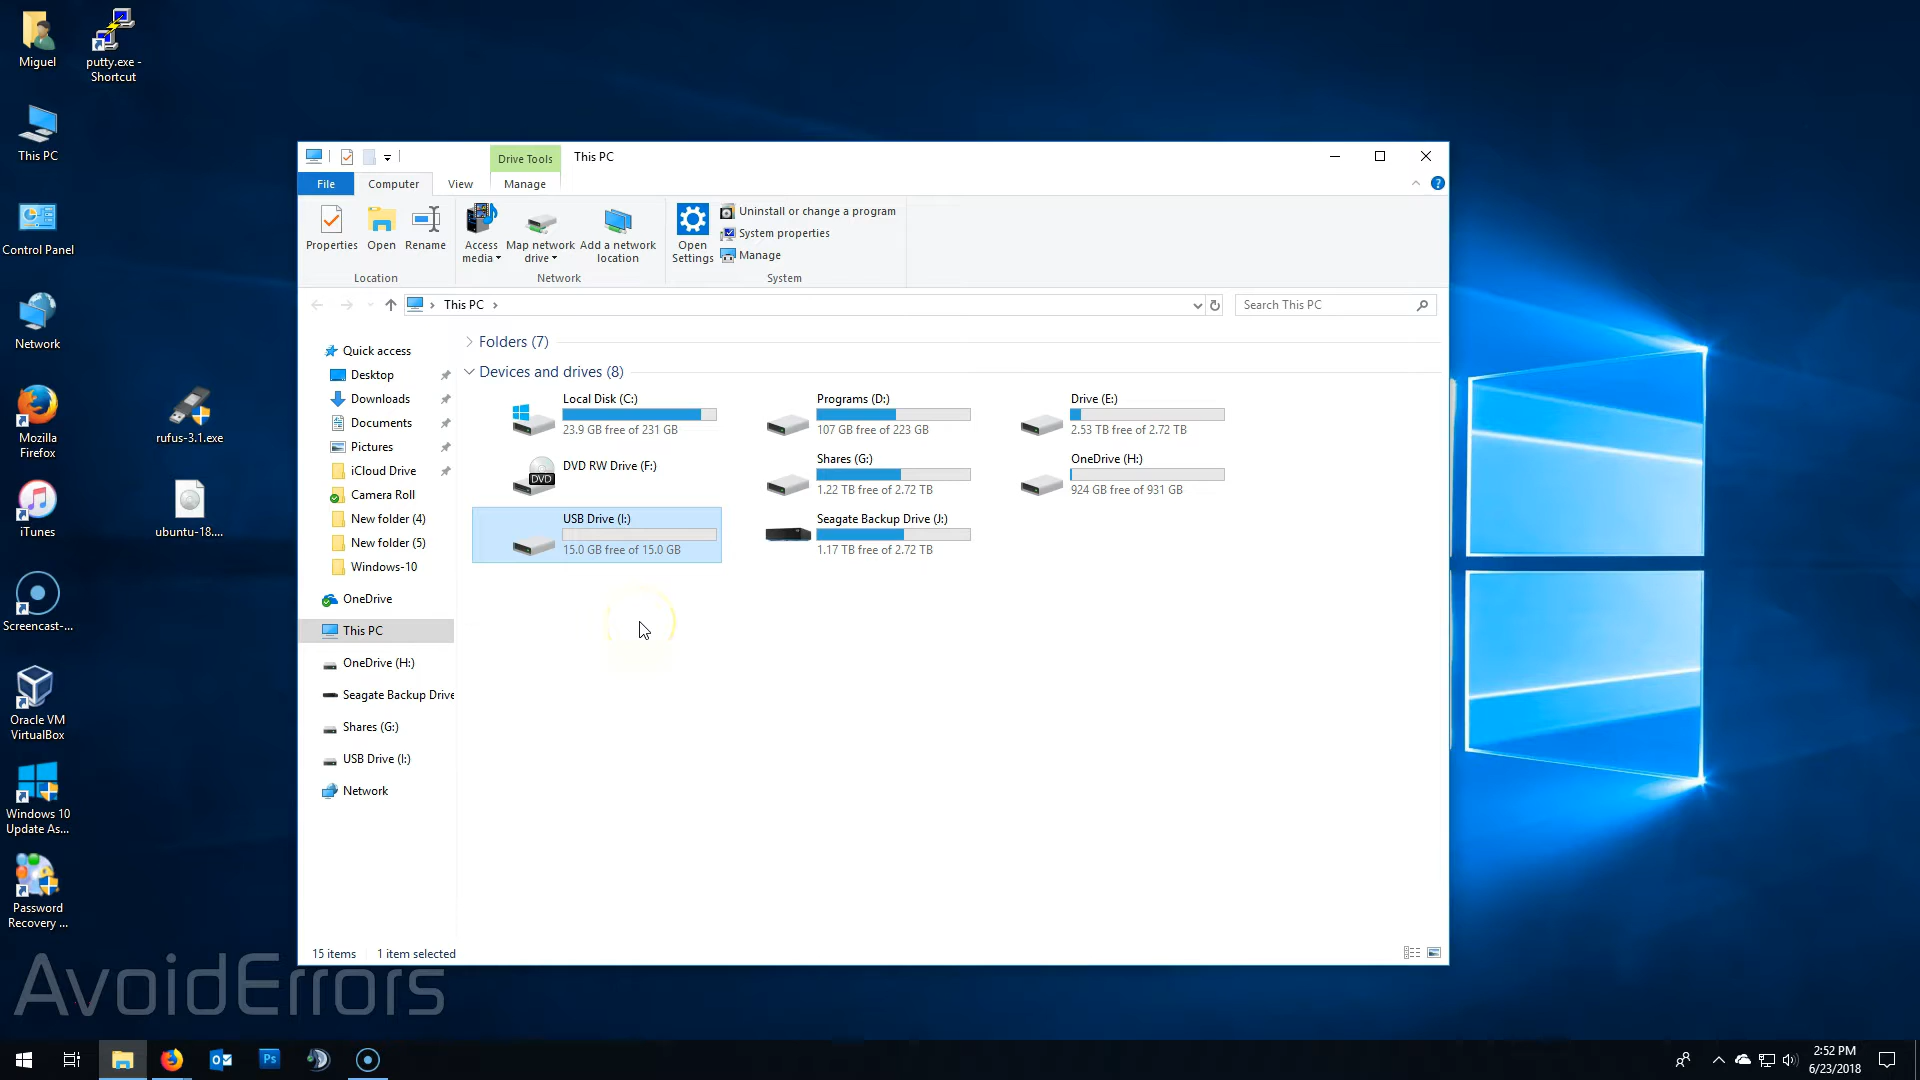 Miguel
putty.exe -
Shortcut
This PC
Control Panel
Network
Mozilla
Firefox
rufus-3.1.exe
iTunes
ubuntu-18....
Screencast-...
Oracle VM
VirtualBox
Windows 10
Update As...
Password
Recovery ...
AvoidErrors
Drive Tools
This PC
File
Computer
View
Manage
Properties
Open
Rename
Access
media
Map network
drive
Add a network
location
Open
Settings
Uninstall or change a program
System properties
Manage
Location
Network
System
This PC
Search This PC
Quick access
Desktop
Downloads
Documents
Pictures
iCloud Drive
Camera Roll
New folder (4)
New folder (5)
Windows-10
OneDrive
This PC
OneDrive (H:)
Seagate Backup Drive
Shares (G:)
USB Drive (I:)
Network
Folders (7)
Devices and drives (8)
Local Disk (C:)
23.9 GB free of 231 GB
Programs (D:)
107 GB free of 223 GB
Drive (E:)
2.53 TB free of 2.72 TB
DVD
DVD RW Drive (F:)
Shares (G:)
1.22 TB free of 2.72 TB
OneDrive (H:)
924 GB free of 931 GB
USB Drive (I:)
15.0 GB free of 15.0 GB
Seagate Backup Drive (J:)
1.17 TB free of 2.72 TB
15 items
1 item selected
Ps
2:52 PM
6/23/2018